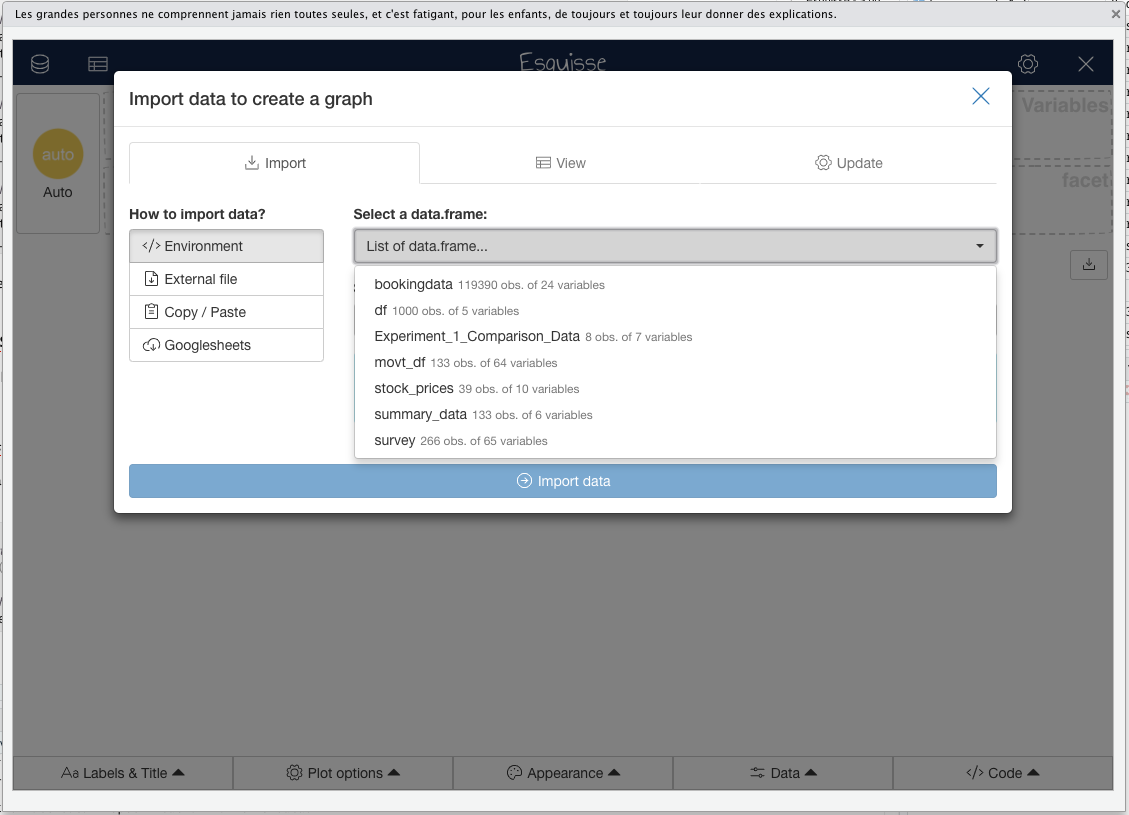 Les grandes personnes ne comprennent jamais rien toutes seules, et c'est fatigant, pour les enfants, de toujours et toujours leur donner des explications.
Esquisse
Import data to create a graph
Variables
auto
Auto
Import
View
Update
facet
How to import data?
Select a data.frame:
</> Environment
List of data.frame...
External file
bookingdata 119390 obs. of 24 variables
Copy / Paste
df 1000 obs. of 5 variables
Googlesheets
Experiment_1_Comparison_Data 8 obs. of 7 variables
movt_df 133 obs. of 64 variables
stock_prices 39 obs. of 10 variables
summary_data 133 obs. of 6 variables
survey 266 obs. of 65 variables
Import data
Aa Labels & Title
Plot options
Appearance
Data
</> Code